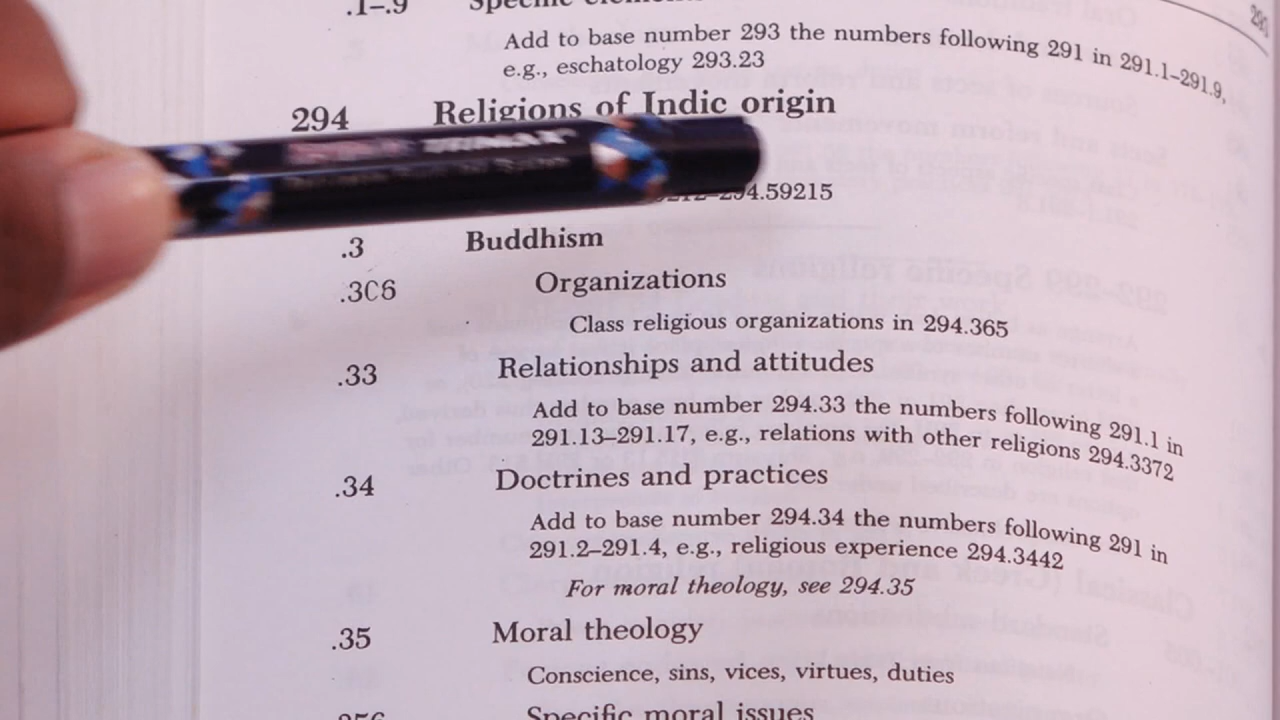 .1–.9 Specific elements
Add to base number 293 the numbers following 291 in 291.1–291.9,
e.g., eschatology 293.23
294 Religions of Indic origin
294.59215
.3 Buddhism
.3C6 Organizations
Class religious organizations in 294.365
.33 Relationships and attitudes
Add to base number 294.33 the numbers following 291.1 in
291.13–291.17, e.g., relations with other religions 294.3372
.34 Doctrines and practices
Add to base number 294.34 the numbers following 291 in
291.2–291.4, e.g., religious experience 294.3442
For moral theology, see 294.35
.35 Moral theology
Conscience, sins, vices, virtues, duties
Specific moral issues